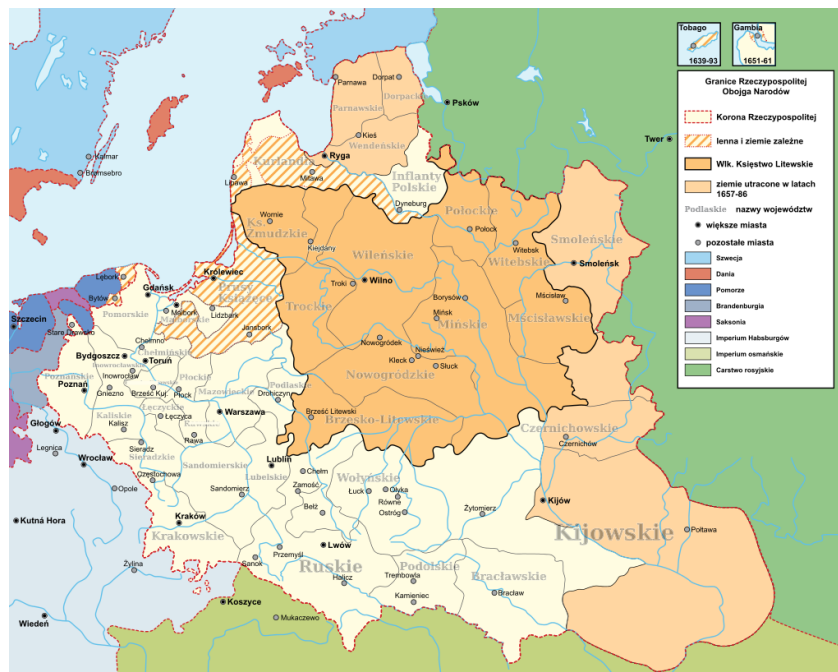 Tobago
1639-93
Gambia
1651-61
Granice Rzeczypospolitej
Obojga Narodów
Korona Rzeczypospolitej
lenna i ziemie zależne
Wlk. Księstwo Litewskie
ziemie utracone w latach
1657-86
Podlaskie nazwy województw
większe miasta
pozostałe miasta
Szwecja
Dania
Pomorze
Brandenburgia
Saksonia
Imperium Habsburgów
Imperium osmańskie
Carstwo rosyjskie
Parnawa
Dorpat
Dorpackie
Parnawskie
Psków
Twer
Kieś
Wendeńskie
Kalmar
Brömsebro
Ryga
Kurlandia
Inflanty
Polskie
Lipawa
Mitawa
Dyneburg
Wornie
Ks.
Żmudzkie
Połockie
Połock
Kiejdany
Wileńskie
Witebsk
Witebskie
Smoleńskie
Smoleńsk
Lębork
Bytów
Gdańsk
Królewiec
Prusy
Książęce
Troki
Wilno
Trockie
Borysów
Mińsk
Mińskie
Mścisław
Mścisławskie
Szczecin
Pomorskie
Malbork
Malborskie
Lidzbark
Stare Drawsko
Jansbork
Chełmno
Chełmińskie
Nowogródek
Nieśwież
Kleck
Słuck
Nowogródzkie
Bydgoszcz
Toruń
Inowrocławskie
Inowrocław
Poznańskie
Poznań
Gniezno
Brześć Kuj.
Płockie
Płock
Mazowieckie
Podlaskie
Drohiczyn
Łęczyckie
Łęczyca
Warszawa
Brześć Litewski
Brzesko-Litewskie
Kaliskie
Kalisz
Głogów
Rawa
Czernichowskie
Czernichów
Legnica
Wrocław
Sieradz
Sieradzkie
Sandomierskie
Lublin
Lubelskie
Chełm
Wołyńskie
Częstochowa
Opole
Sandomierz
Zamość
Łuck
Ołyka
Równe
Ostróg
Bełz
Żytomierz
Kijów
Kutná Hora
Kraków
Krakowskie
Lwów
Kijowskie
Połtawa
Przemyśl
Sanok
Ruskie
Halicz
Trembowla
Podolskie
Kamieniec
Bracławskie
Bracław
Żylina
Koszyce
Mukaczewo
Wiedeń